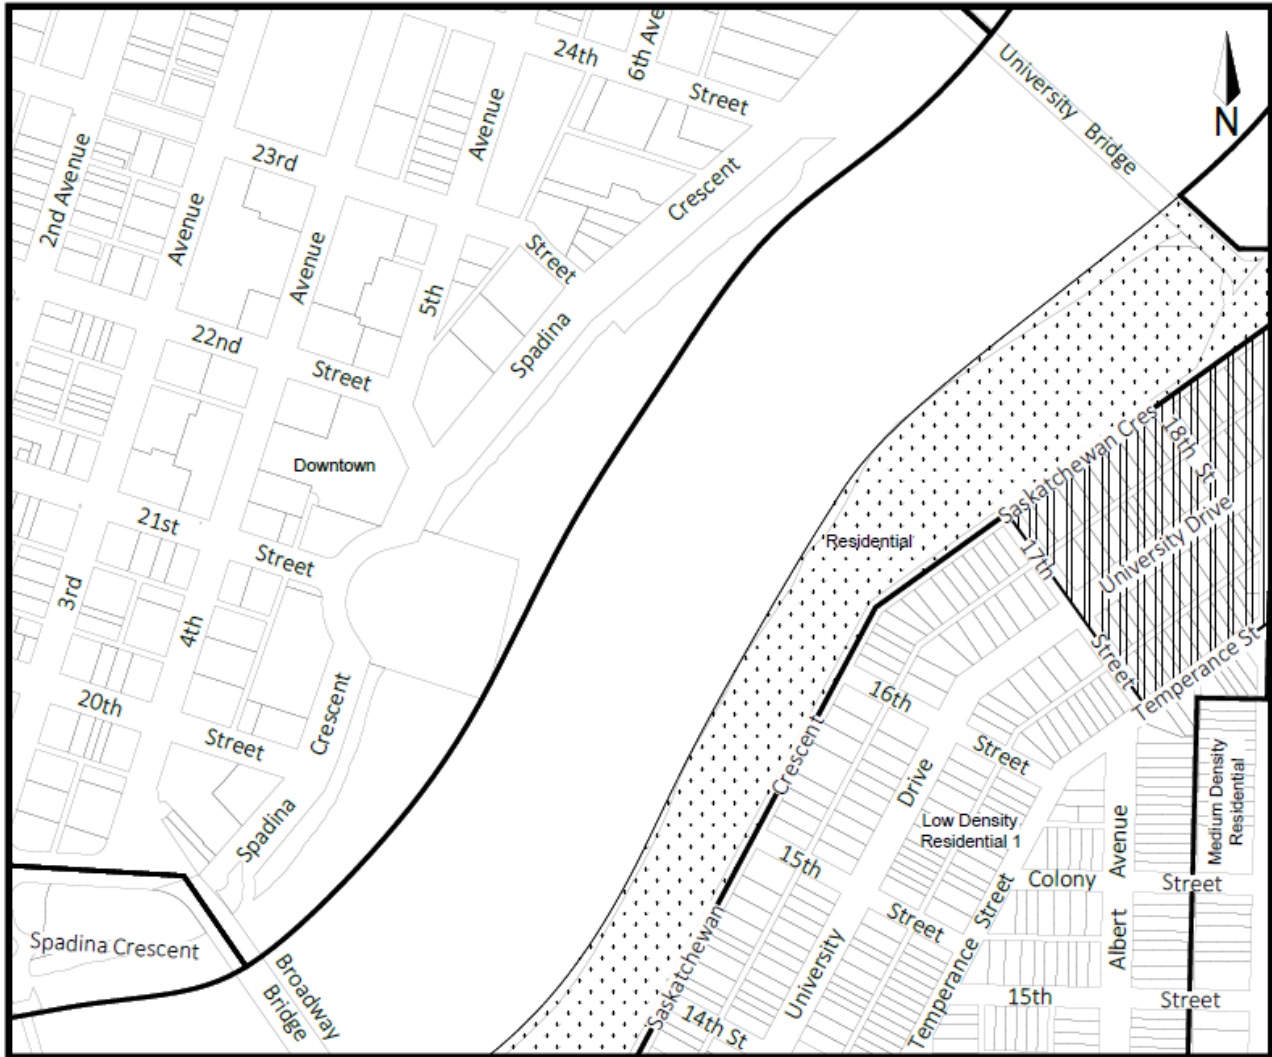 24th
Street
6th Ave
University Bridge
N
2nd Avenue
23rd
Street
Avenue
Avenue
Avenue
Crescent
5th
Spadina
22nd
Street
Downtown
Saskatchewan Cres
18th St
21st
Street
Residential
17th
Street
University Drive
3rd
4th
Temperance St
20th
Street
Crescent
Spadina
16th
Street
Crescent
Drive
Low Density
Residential 1
Avenue
Medium Density
Residential
15th
Street
Colony
Street
Spadina Crescent
Broadway
Bridge
Saskatchewan
14th St
University
Temperance Street
Albert
15th
Street